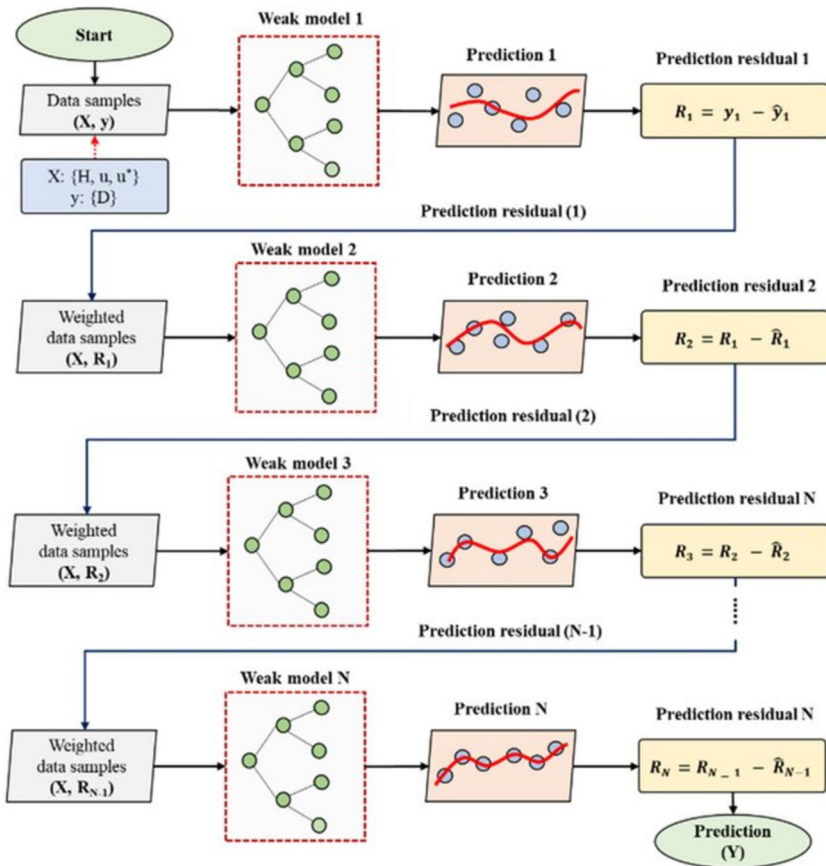 Start
Weak model 1
Prediction 1
Prediction residual 1
Data samples
(X, y)
R₁ = y₁ − ŷ₁
X: {H, u, u*}
y: {D}
Prediction residual (1)
Weak model 2
Prediction 2
Prediction residual 2
Weighted
data samples
(X, R₁)
R₂ = R₁ − R̂₁
Prediction residual (2)
Weak model 3
Prediction 3
Prediction residual N
Weighted
data samples
(X, R₂)
R₃ = R₂ − R̂₂
Prediction residual (N-1)
Weak model N
Prediction N
Prediction residual N
Weighted
data samples
(X, R_N-1)
R_N = R_N − 1 − R̂_N−1
Prediction
(Y)